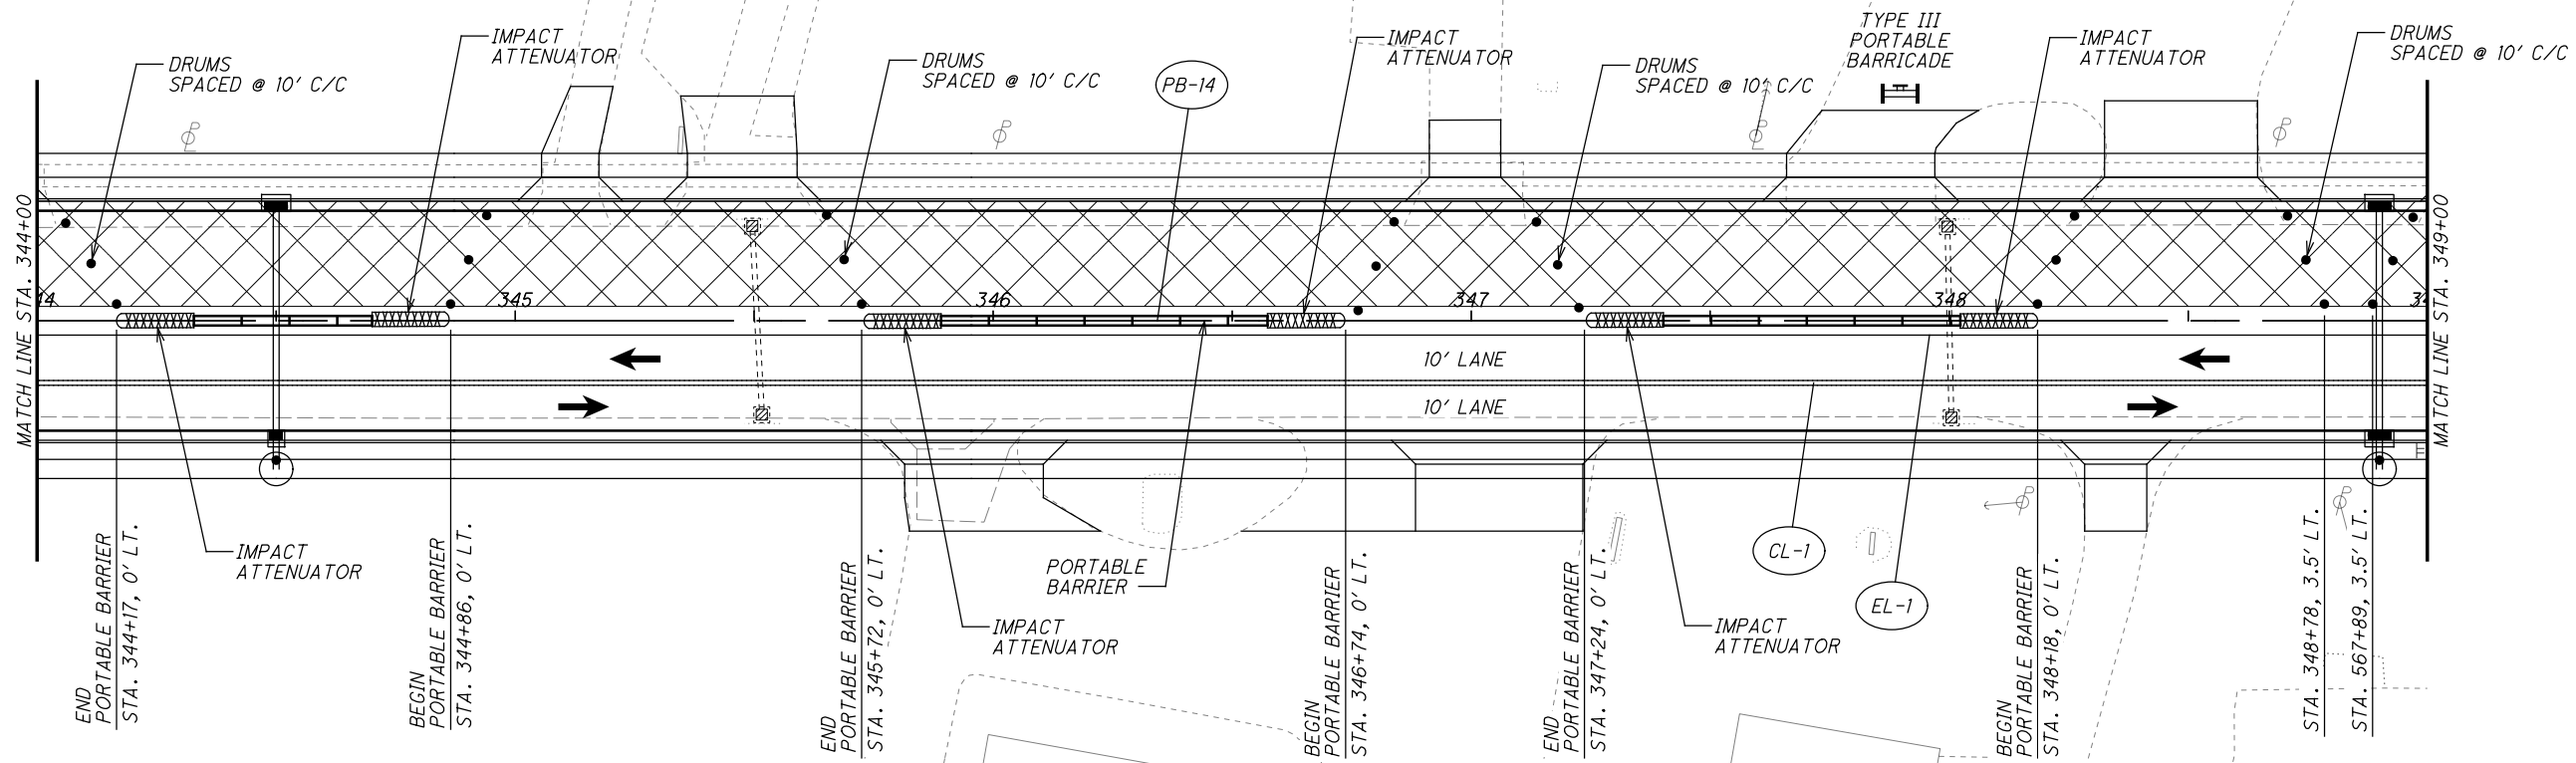 DRUMS
SPACED @ 10' C/C
IMPACT
ATTENUATOR
DRUMS
SPACED @ 10' C/C
PB-14
IMPACT
ATTENUATOR
DRUMS
SPACED @ 10' C/C
TYPE III
PORTABLE
BARRICADE
IMPACT
ATTENUATOR
DRUMS
SPACED @ 10' C/C
MATCH LINE STA. 344+00
345
346
347
348
MATCH LINE STA. 349+00
10' LANE
10' LANE
IMPACT
ATTENUATOR
PORTABLE
BARRIER
IMPACT
ATTENUATOR
CL-1
EL-1
IMPACT
ATTENUATOR
END
PORTABLE BARRIER
STA. 344+17, 0' LT.
BEGIN
PORTABLE BARRIER
STA. 344+86, 0' LT.
END
PORTABLE BARRIER
STA. 345+72, 0' LT.
BEGIN
PORTABLE BARRIER
STA. 346+74, 0' LT.
END
PORTABLE BARRIER
STA. 347+24, 0' LT.
BEGIN
PORTABLE BARRIER
STA. 348+18, 0' LT.
STA. 348+78, 3.5' LT.
STA. 567+89, 3.5' LT.